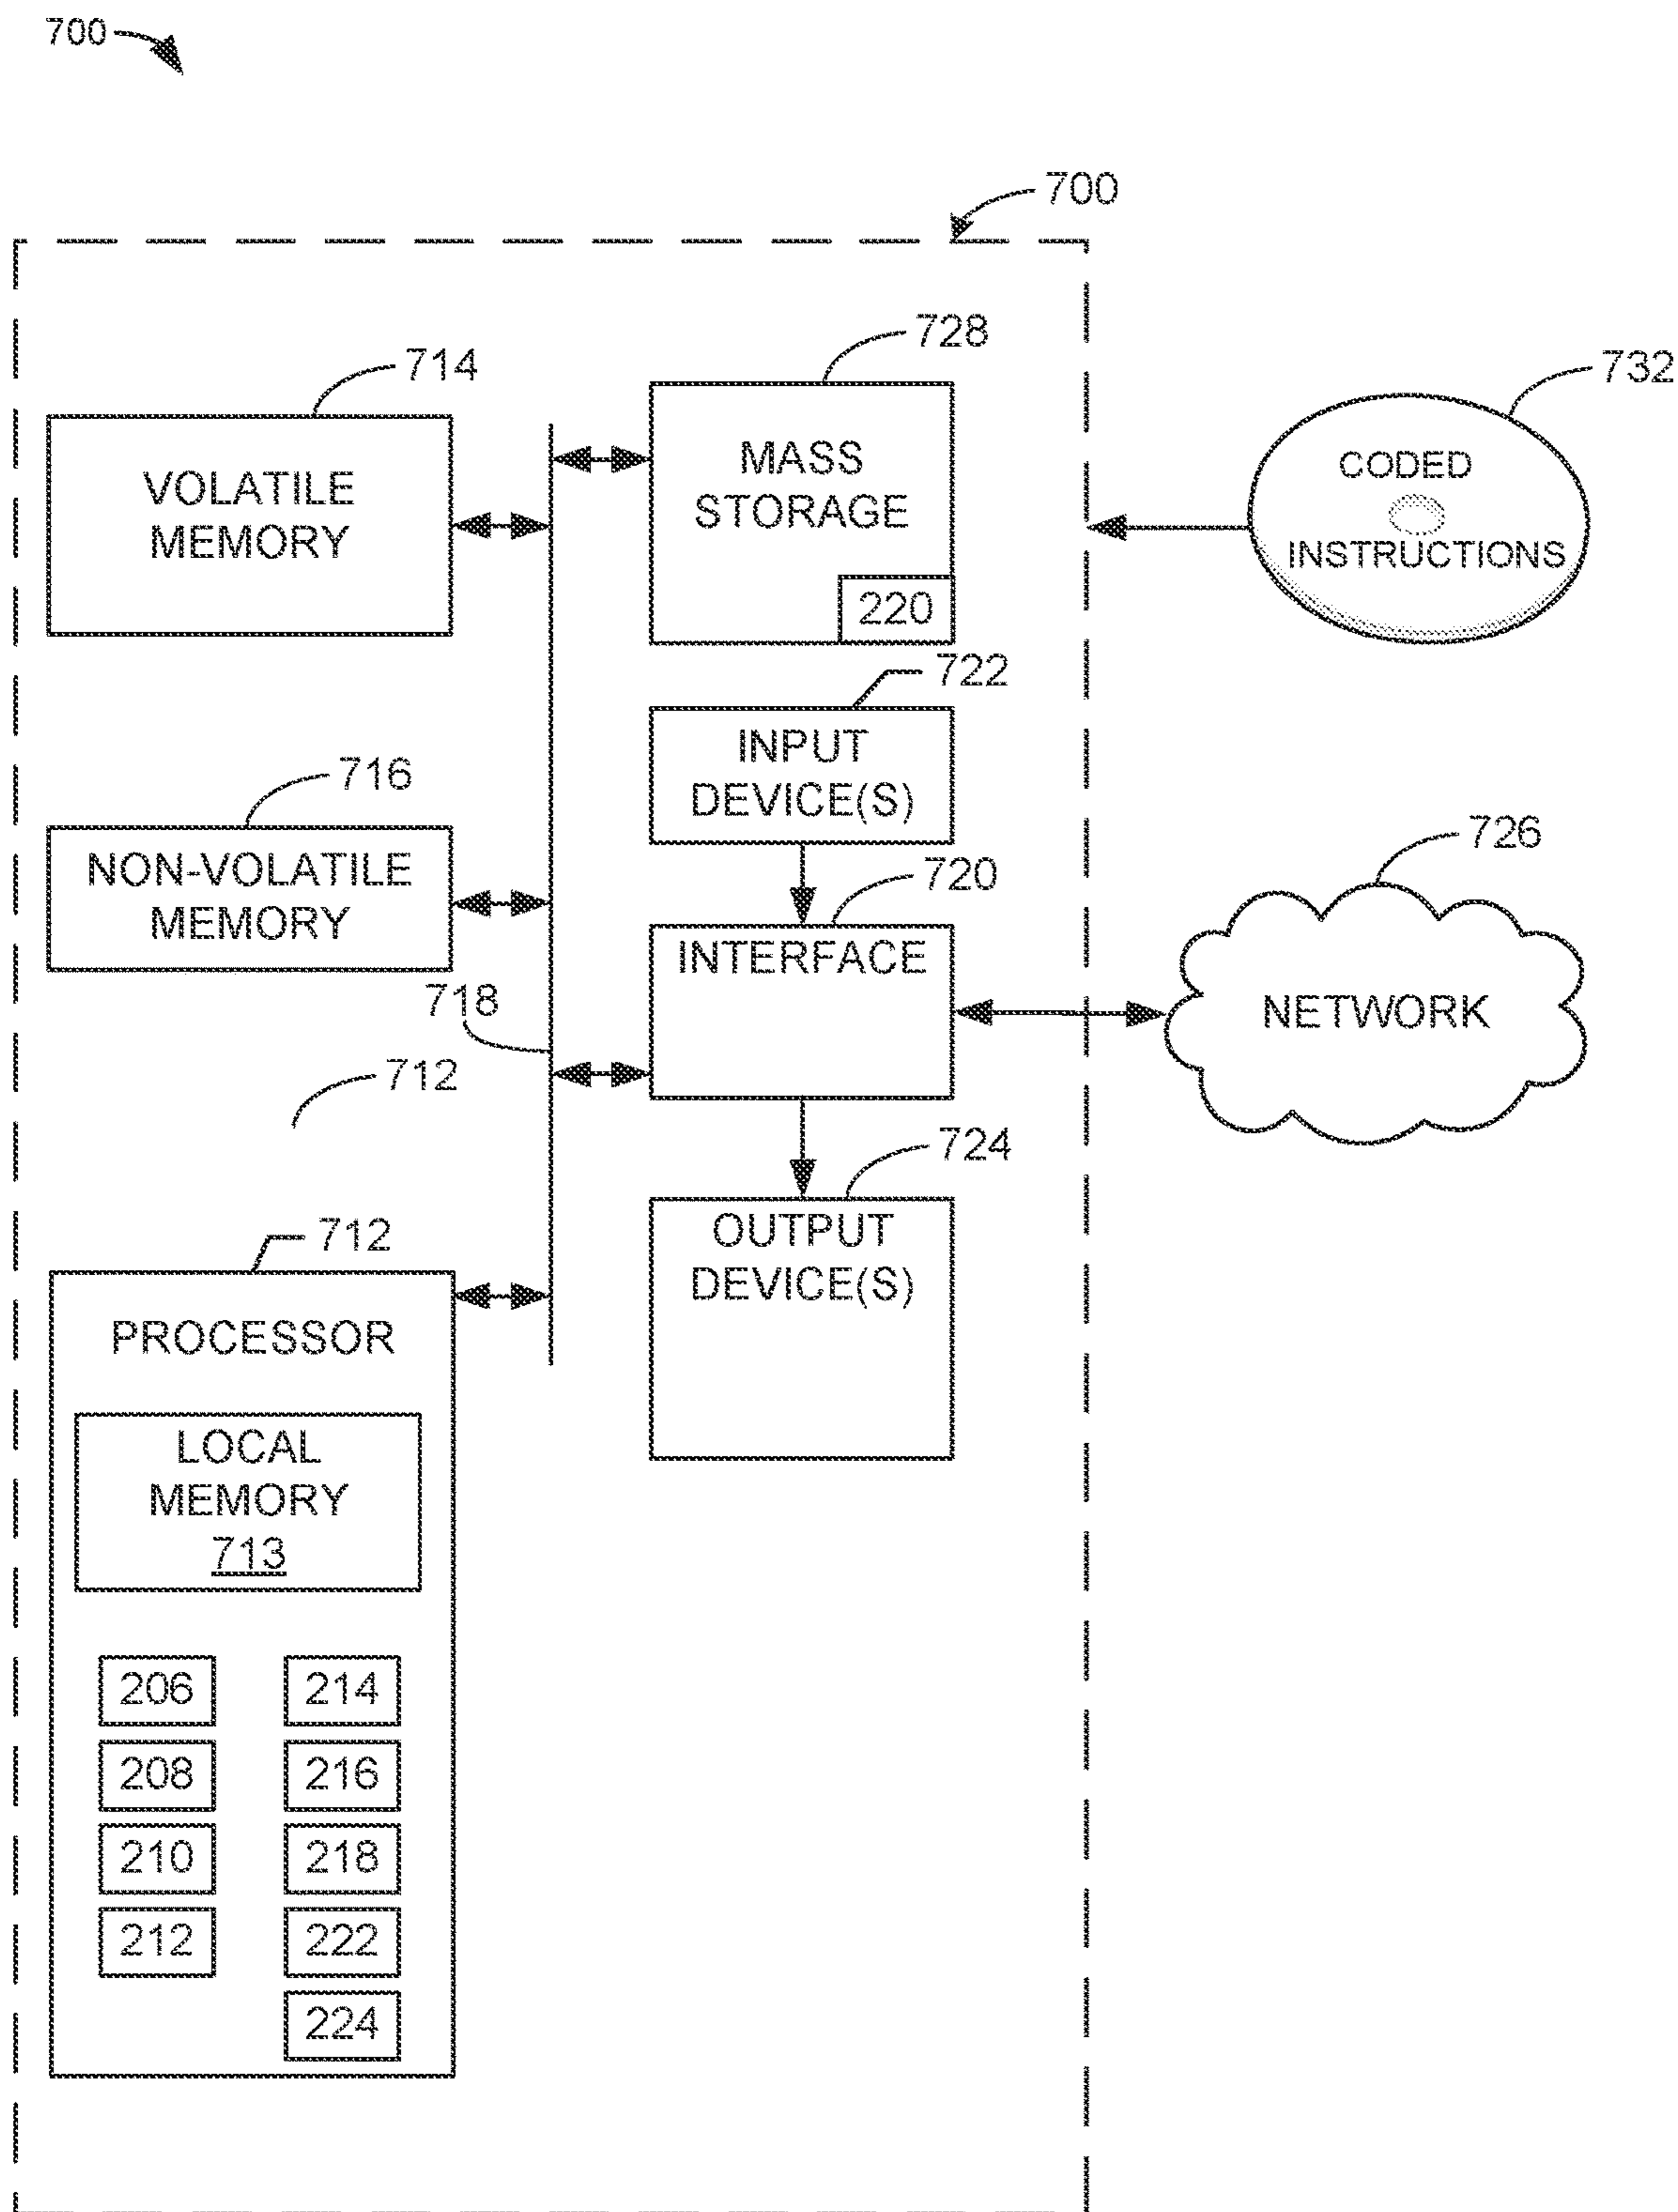 700
700
728
714
732
VOLATILE
MEMORY
MASS
STORAGE
220
CODED
INSTRUCTIONS
722
INPUT
DEVICE(S)
716
NON-VOLATILE
MEMORY
720
INTERFACE
726
NETWORK
718
712
724
OUTPUT
DEVICE(S)
712
PROCESSOR
LOCAL
MEMORY
713
206
214
208
216
210
218
212
222
224